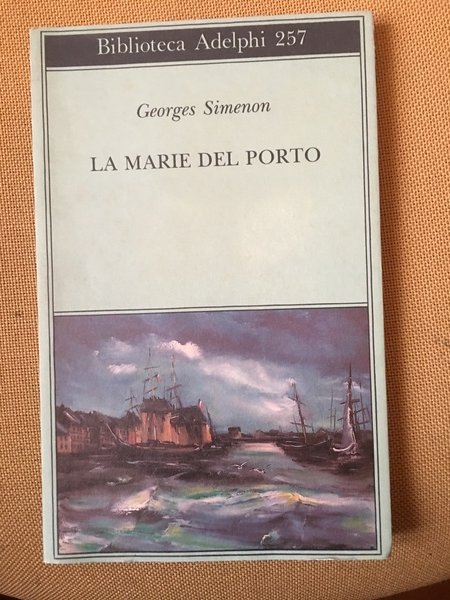 Biblioteca Adelphi 257
Georges Simenon
LA MARIE DEL PORTO